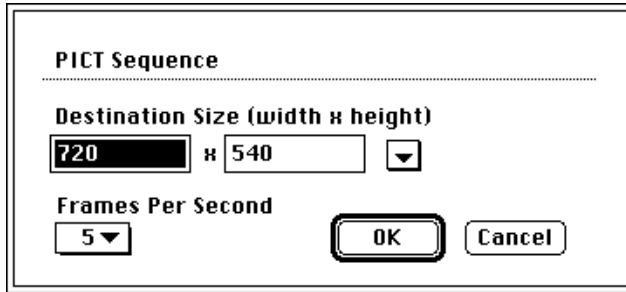 PICT Sequence
Destination Size (width x height)
720 x 540
Frames Per Second
5 OK Cancel